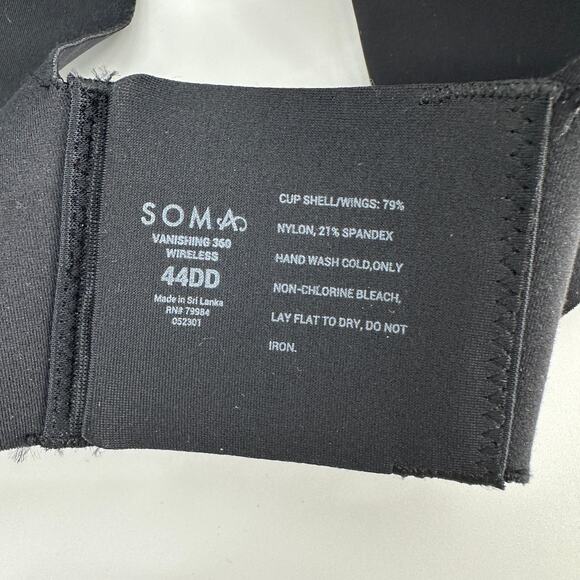 SOMA
VANISHING 360
WIRELESS
44DD
Made in Sri Lanka
RN# 79984
052301
CUP SHELL/WINGS: 79%
NYLON, 21% SPANDEX
HAND WASH COLD,ONLY
NON-CHLORINE BLEACH,
LAY FLAT TO DRY, DO NOT
IRON.